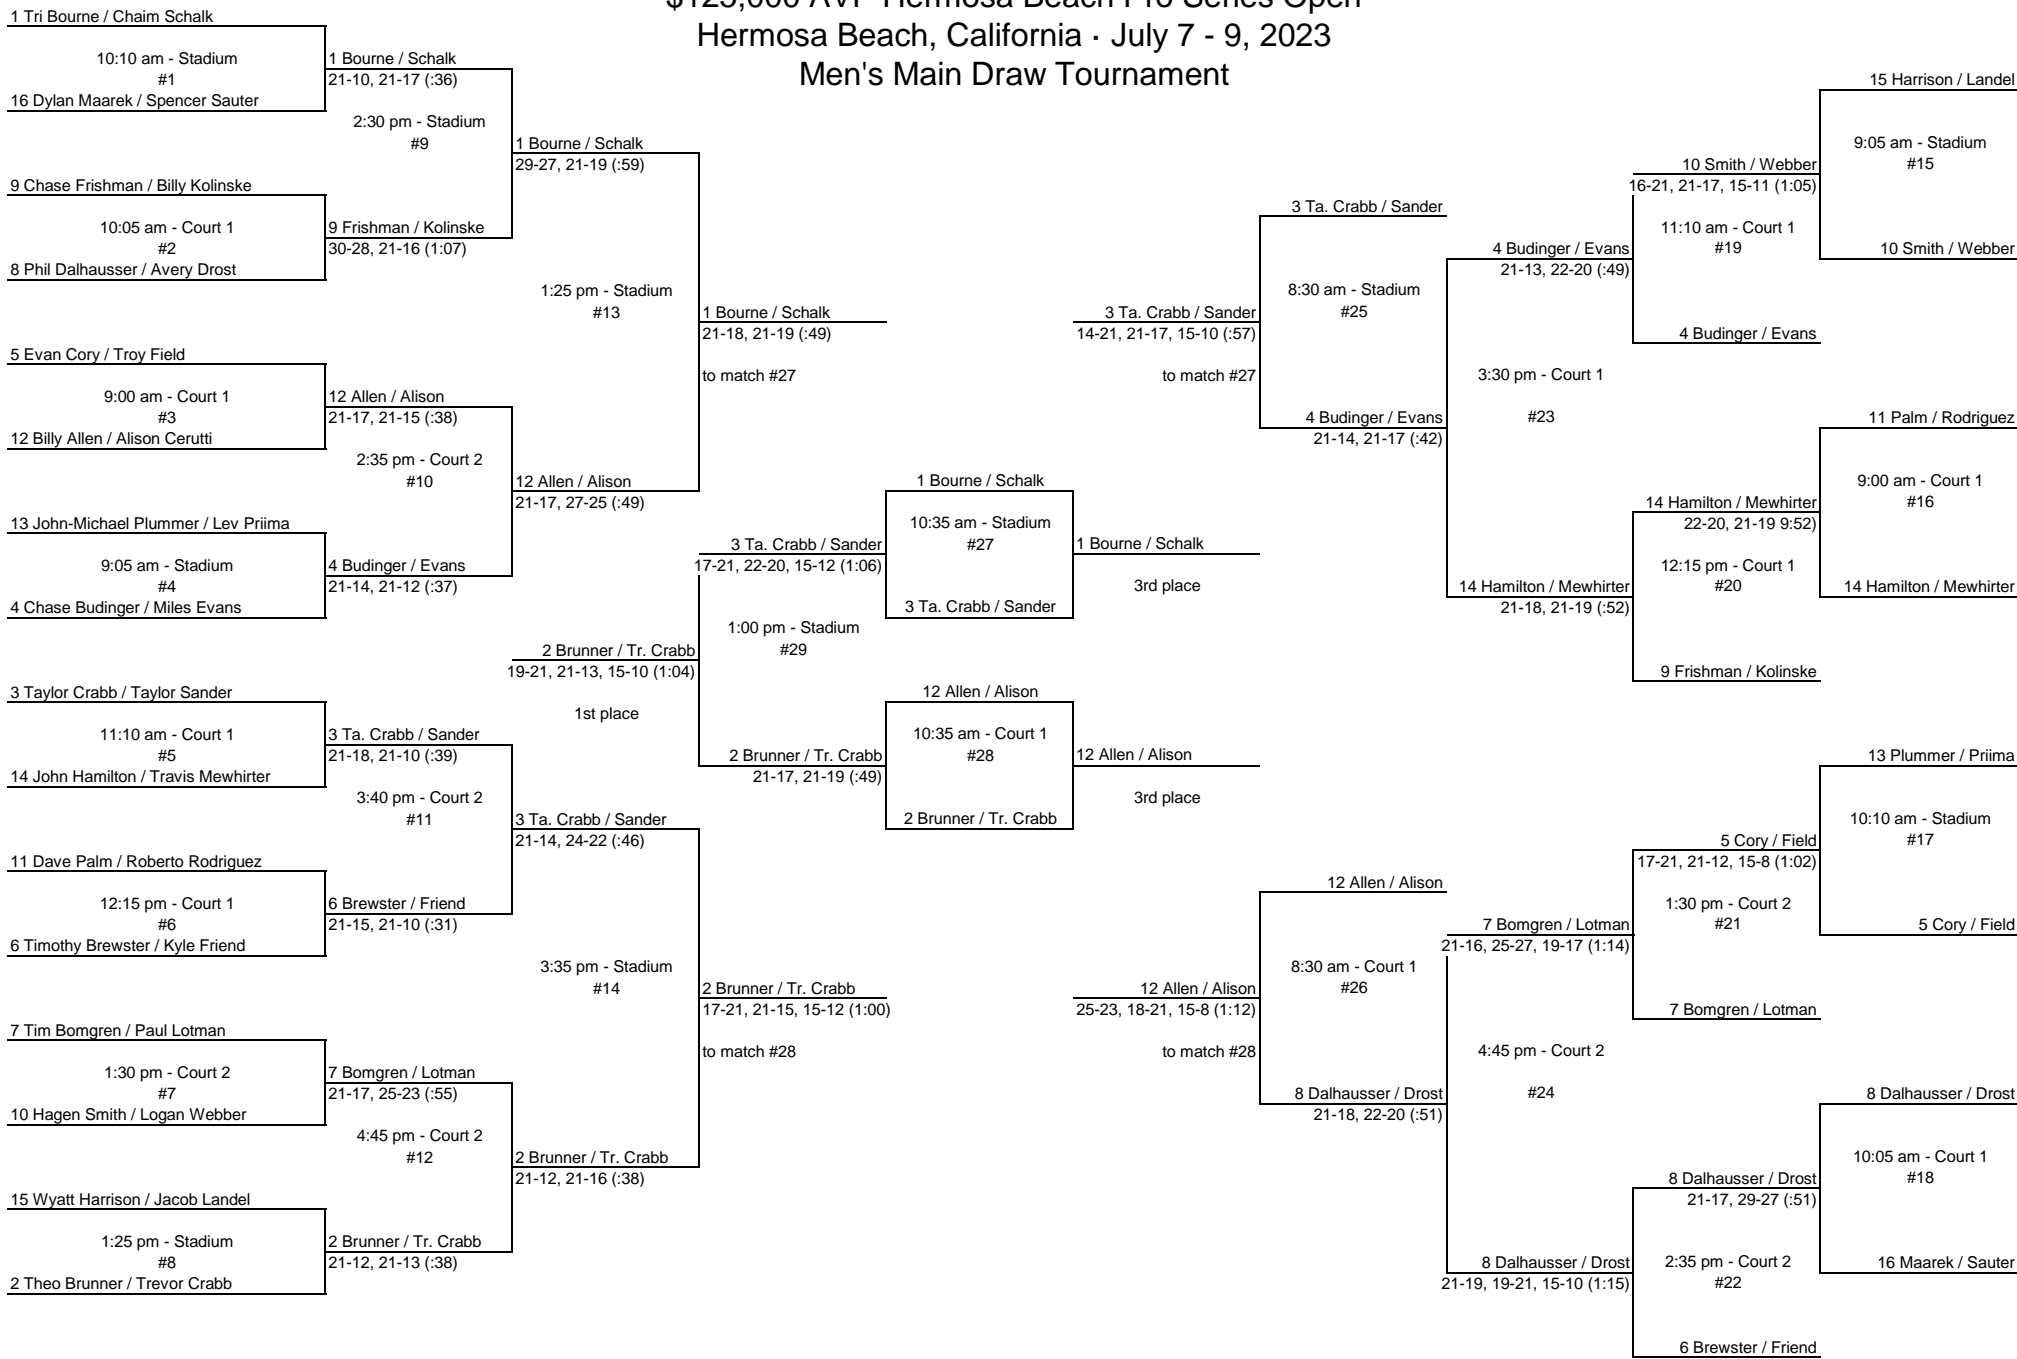 $125,000 AVP Hermosa Beach Pro Series Open
Hermosa Beach, California · July 7 - 9, 2023
Men's Main Draw Tournament
1 Tri Bourne / Chaim Schalk
10:10 am - Stadium
#1
16 Dylan Maarek / Spencer Sauter
9 Chase Frishman / Billy Kolinske
10:05 am - Court 1
#2
8 Phil Dalhausser / Avery Drost
5 Evan Cory / Troy Field
9:00 am - Court 1
#3
12 Billy Allen / Alison Cerutti
13 John-Michael Plummer / Lev Priima
9:05 am - Stadium
#4
4 Chase Budinger / Miles Evans
3 Taylor Crabb / Taylor Sander
11:10 am - Court 1
#5
14 John Hamilton / Travis Mewhirter
11 Dave Palm / Roberto Rodriguez
12:15 pm - Court 1
#6
6 Timothy Brewster / Kyle Friend
7 Tim Bomgren / Paul Lotman
1:30 pm - Court 2
#7
10 Hagen Smith / Logan Webber
15 Wyatt Harrison / Jacob Landel
1:25 pm - Stadium
#8
2 Theo Brunner / Trevor Crabb
1 Bourne / Schalk
21-10, 21-17 (:36)
2:30 pm - Stadium
#9
9 Frishman / Kolinske
30-28, 21-16 (1:07)
12 Allen / Alison
21-17, 21-15 (:38)
2:35 pm - Court 2
#10
4 Budinger / Evans
21-14, 21-12 (:37)
3 Ta. Crabb / Sander
21-18, 21-10 (:39)
3:40 pm - Court 2
#11
6 Brewster / Friend
21-15, 21-10 (:31)
7 Bomgren / Lotman
21-17, 25-23 (:55)
4:45 pm - Court 2
#12
2 Brunner / Tr. Crabb
21-12, 21-13 (:38)
1 Bourne / Schalk
29-27, 21-19 (:59)
1:25 pm - Stadium
#13
12 Allen / Alison
21-17, 27-25 (:49)
3 Ta. Crabb / Sander
21-14, 24-22 (:46)
3:35 pm - Stadium
#14
2 Brunner / Tr. Crabb
21-12, 21-16 (:38)
1 Bourne / Schalk
21-18, 21-19 (:49)
to match #27
2 Brunner / Tr. Crabb
17-21, 21-15, 15-12 (1:00)
to match #28
2 Brunner / Tr. Crabb
19-21, 21-13, 15-10 (1:04)
1st place
3 Ta. Crabb / Sander
17-21, 22-20, 15-12 (1:06)
1:00 pm - Stadium
#29
2 Brunner / Tr. Crabb
21-17, 21-19 (:49)
1 Bourne / Schalk
10:35 am - Stadium
#27
3 Ta. Crabb / Sander
12 Allen / Alison
10:35 am - Court 1
#28
2 Brunner / Tr. Crabb
1 Bourne / Schalk
3rd place
12 Allen / Alison
3rd place
3 Ta. Crabb / Sander
14-21, 21-17, 15-10 (:57)
to match #27
12 Allen / Alison
25-23, 18-21, 15-8 (1:12)
to match #28
3 Ta. Crabb / Sander
8:30 am - Stadium
#25
4 Budinger / Evans
21-14, 21-17 (:42)
12 Allen / Alison
8:30 am - Court 1
#26
8 Dalhausser / Drost
21-18, 22-20 (:51)
4 Budinger / Evans
21-13, 22-20 (:49)
3:30 pm - Court 1
#23
14 Hamilton / Mewhirter
21-18, 21-19 (:52)
7 Bomgren / Lotman
21-16, 25-27, 19-17 (1:14)
4:45 pm - Court 2
#24
8 Dalhausser / Drost
21-19, 19-21, 15-10 (1:15)
10 Smith / Webber
16-21, 21-17, 15-11 (1:05)
11:10 am - Court 1
#19
4 Budinger / Evans
14 Hamilton / Mewhirter
22-20, 21-19 9:52)
12:15 pm - Court 1
#20
9 Frishman / Kolinske
5 Cory / Field
17-21, 21-12, 15-8 (1:02)
1:30 pm - Court 2
#21
7 Bomgren / Lotman
8 Dalhausser / Drost
21-17, 29-27 (:51)
2:35 pm - Court 2
#22
6 Brewster / Friend
15 Harrison / Landel
9:05 am - Stadium
#15
10 Smith / Webber
11 Palm / Rodriguez
9:00 am - Court 1
#16
14 Hamilton / Mewhirter
13 Plummer / Priima
10:10 am - Stadium
#17
5 Cory / Field
8 Dalhausser / Drost
10:05 am - Court 1
#18
16 Maarek / Sauter